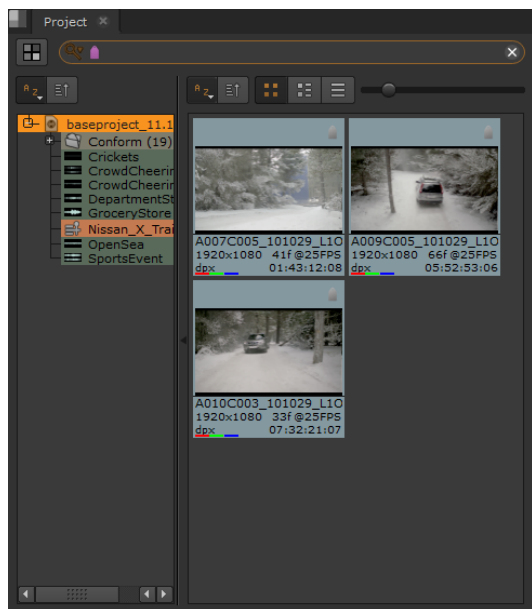 Project
A Z
A Z
baseproject_11.1
Conform (19)
Crickets
CrowdCheerin
CrowdCheerin
DepartmentSt
GroceryStore
Nissan_X_Trai
OpenSea
SportsEvent
A007C005_101029_L1O
1920x1080 41f@25FPS
dpx 01:43:12:08
A009C005_101029_L1O
1920x1080 66f@25FPS
dpx 05:52:53:06
A010C003_101029_L1O
1920x1080 33f@25FPS
dpx 07:32:21:07